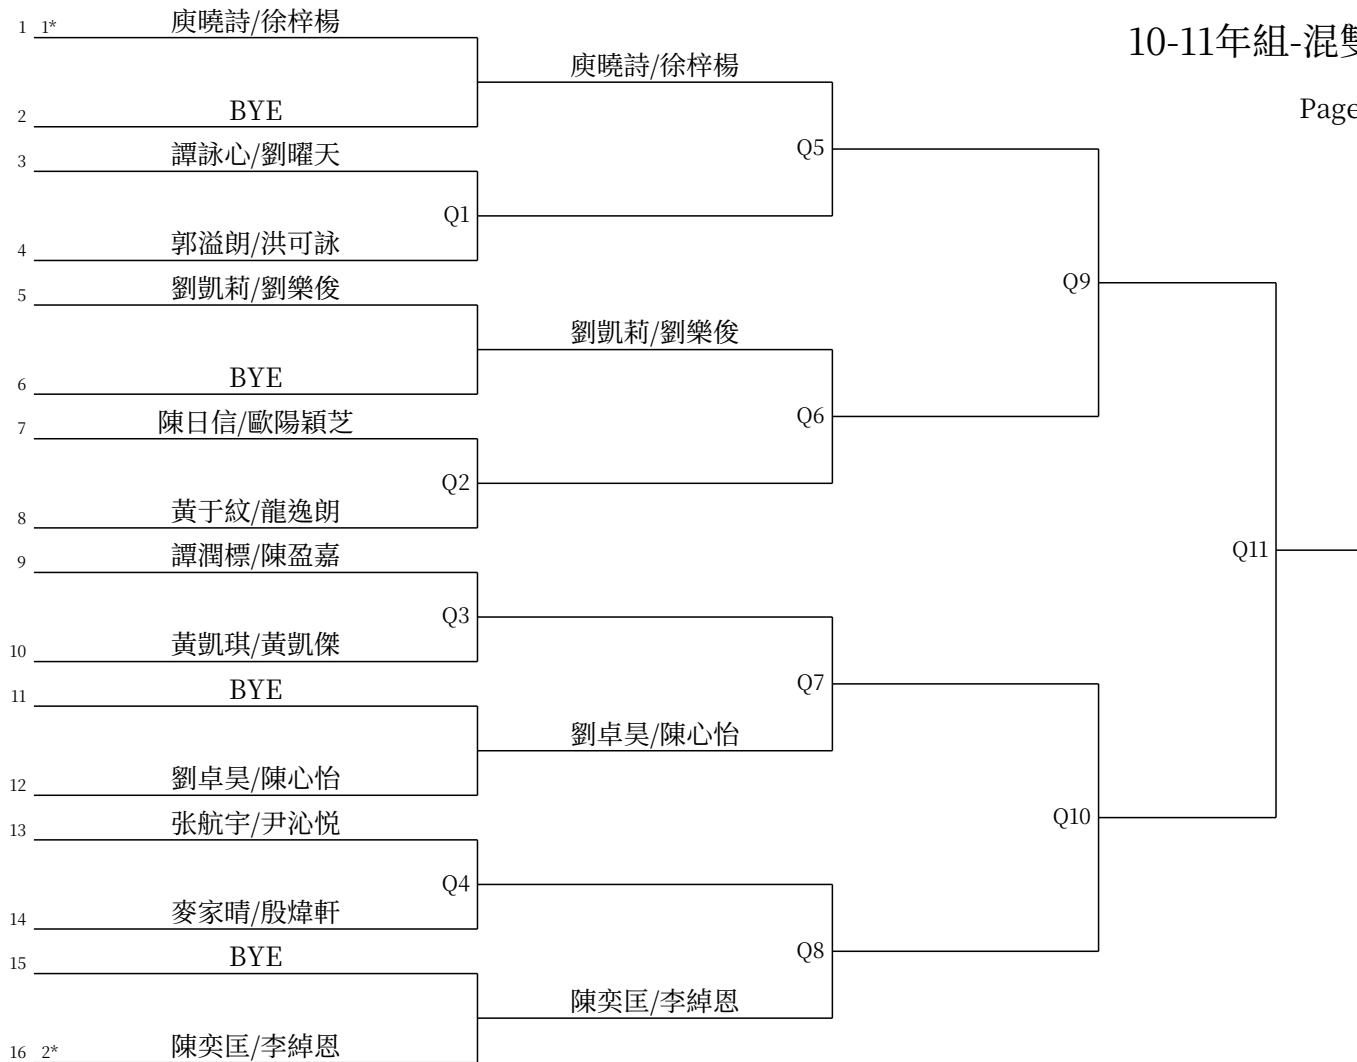 10-11年組-混雙
Page
1 1* 庾曉詩/徐梓楊
庾曉詩/徐梓楊
2 BYE
Q5
3 譚詠心/劉曜天
Q1
4 郭溢朗/洪可詠
Q9
5 劉凱莉/劉樂俊
劉凱莉/劉樂俊
6 BYE
Q6
7 陳日信/歐陽穎芝
Q2
8 黃于紋/龍逸朗
Q11
9 譚潤標/陳盈嘉
Q3
10 黃凱琪/黃凱傑
Q7
11 BYE
劉卓昊/陳心怡
12 劉卓昊/陳心怡
Q10
13 张航宇/尹沁悦
Q4
14 麥家晴/殷煒軒
Q8
15 BYE
陳奕匡/李綽恩
16 2* 陳奕匡/李綽恩